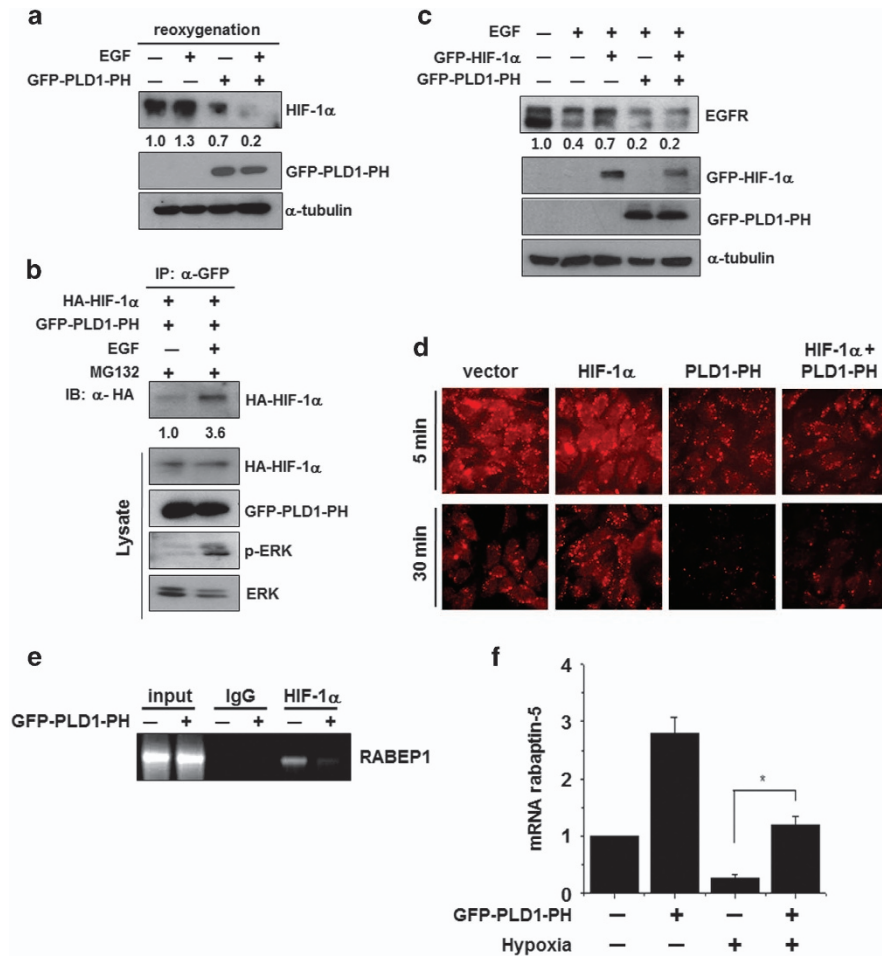 a
reoxygenation
EGF — + — +
GFP-PLD1-PH — — + +
HIF-1α
1.0 1.3 0.7 0.2
GFP-PLD1-PH
α-tubulin
b
IP: α-GFP
HA-HIF-1α + +
GFP-PLD1-PH + +
EGF — +
MG132 + +
IB: α- HA
HA-HIF-1α
1.0 3.6
Lysate
HA-HIF-1α
GFP-PLD1-PH
p-ERK
ERK
c
EGF — + + + +
GFP-HIF-1α — — + — +
GFP-PLD1-PH — — — + +
EGFR
1.0 0.4 0.7 0.2 0.2
GFP-HIF-1α
GFP-PLD1-PH
α-tubulin
d
vector HIF-1α PLD1-PH HIF-1α + PLD1-PH
5 min
30 min
e
input IgG HIF-1α
GFP-PLD1-PH — + — + — +
RABEP1
f
mRNA rabaptin-5
4
3
2
1
0
*
GFP-PLD1-PH — + — +
Hypoxia — — + +